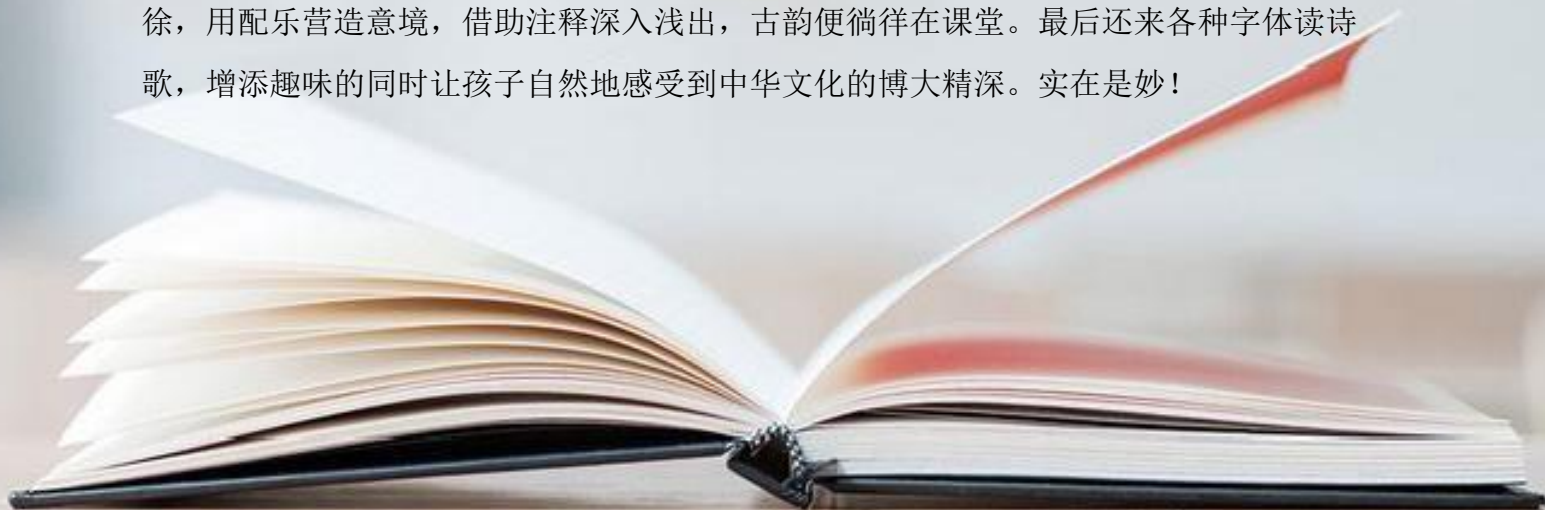 徐，用配乐营造意境，借助注释深入浅出，古韵便徜徉在课堂。最后还来各种字体读诗
歌，增添趣味的同时让孩子自然地感受到中华文化的博大精深。实在是妙！